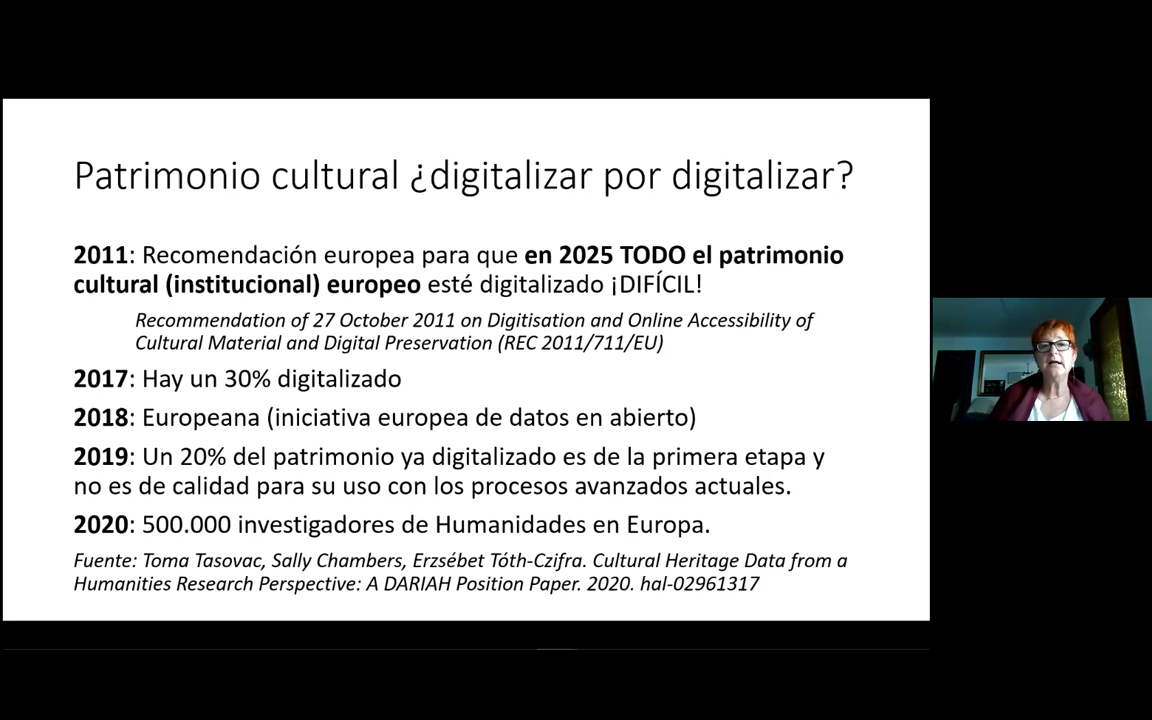 Patrimonio cultural ¿digitalizar por digitalizar?
2011: Recomendación europea para que en 2025 TODO el patrimonio
cultural (institucional) europeo esté digitalizado ¡DIFÍCIL!
Recommendation of 27 October 2011 on Digitisation and Online Accessibility of
Cultural Material and Digital Preservation (REC 2011/711/EU)
2017: Hay un 30% digitalizado
2018: Europeana (iniciativa europea de datos en abierto)
2019: Un 20% del patrimonio ya digitalizado es de la primera etapa y
no es de calidad para su uso con los procesos avanzados actuales.
2020: 500.000 investigadores de Humanidades en Europa.
Fuente: Toma Tasovac, Sally Chambers, Erzsébet Tóth-Czifra. Cultural Heritage Data from a
Humanities Research Perspective: A DARIAH Position Paper. 2020. hal-02961317